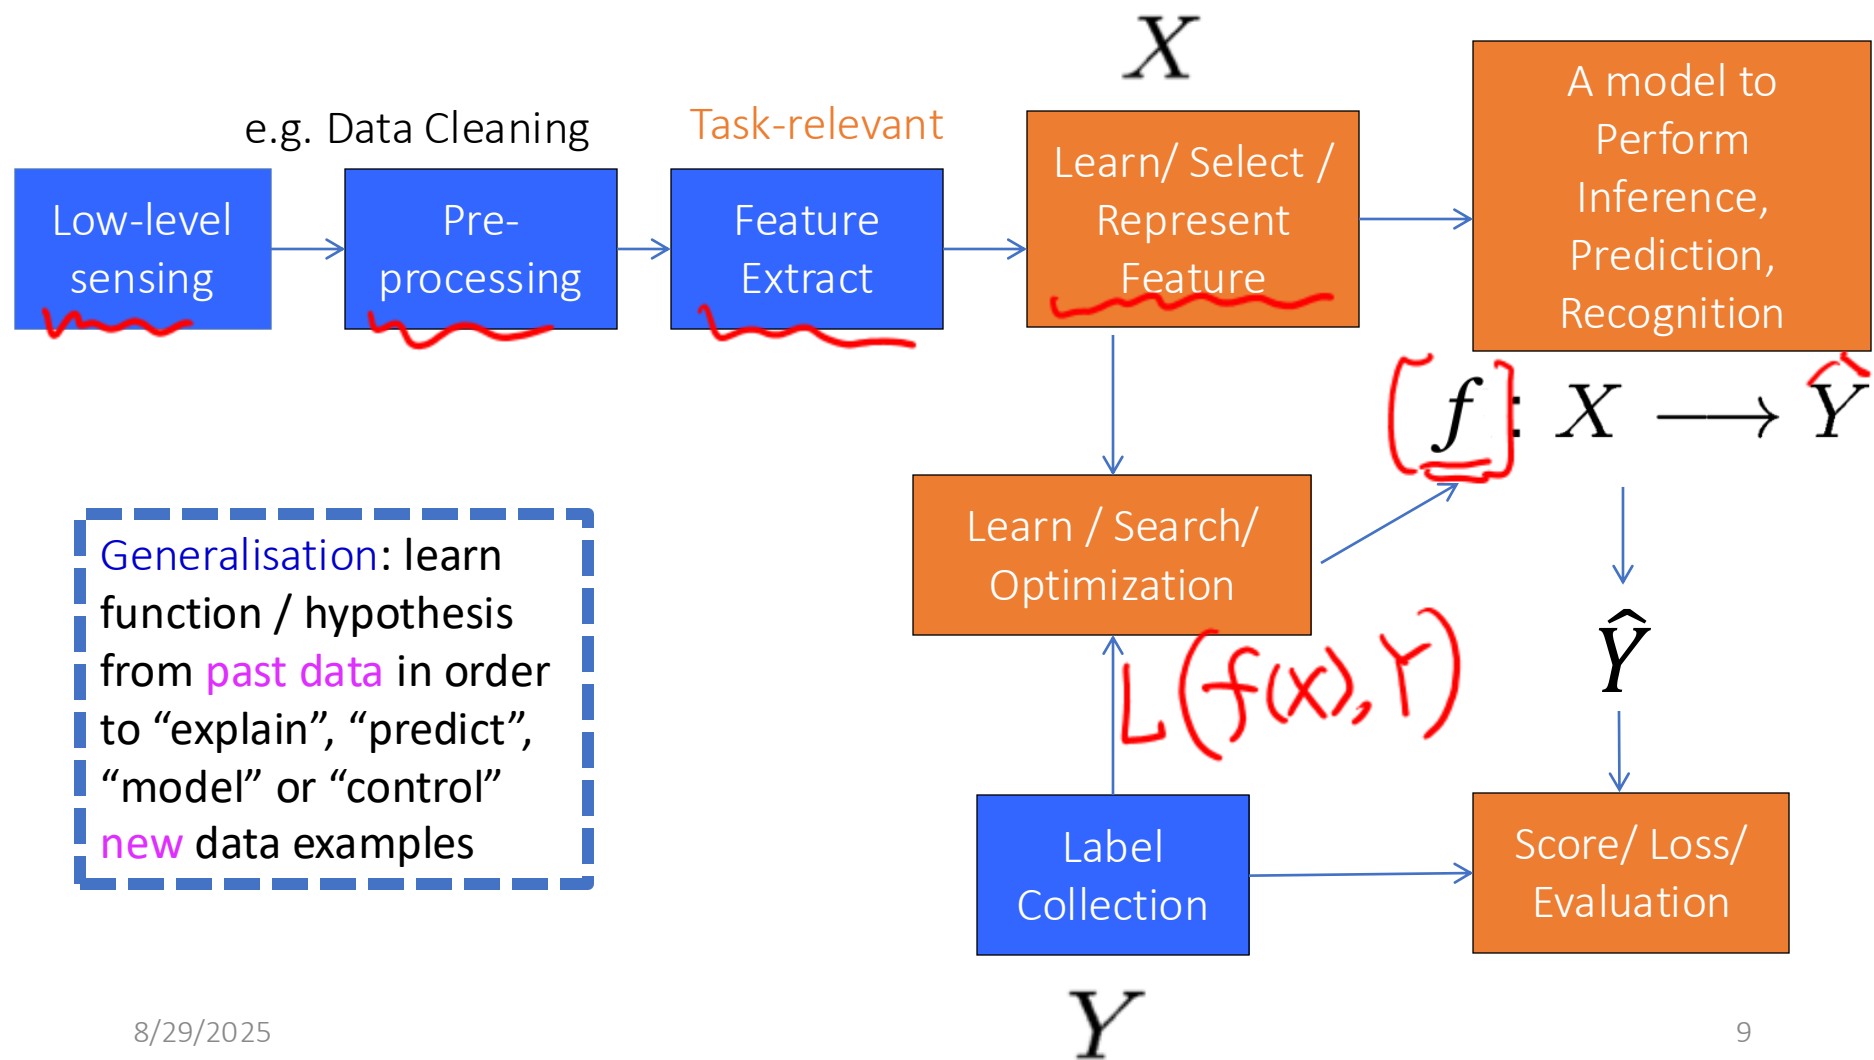 X
e.g. Data Cleaning
Task-relevant
Low-level
sensing
Pre-
processing
Feature
Extract
Learn/ Select /
Represent
Feature
A model to
Perform
Inference,
Prediction,
Recognition
f : X ⟶ Y
Learn / Search/
Optimization
L(f(x), Y)
Ŷ
Generalisation: learn
function / hypothesis
from past data in order
to “explain”, “predict”,
“model” or “control”
new data examples
Label
Collection
Score/ Loss/
Evaluation
Y
8/29/2025
9